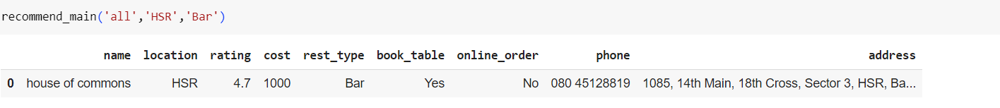 recommend_main('all','HSR','Bar')
name location rating cost rest_type book_table online_order phone address
0 house of commons HSR 4.7 1000 Bar Yes No 080 45128819 1085, 14th Main, 18th Cross, Sector 3, HSR, Ba...